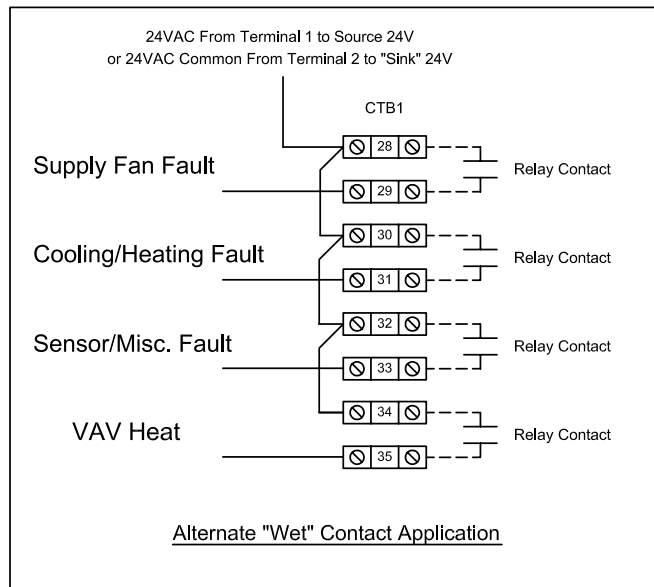 24VAC From Terminal 1 to Source 24V
or 24VAC Common From Terminal 2 to "Sink" 24V
CTB1
28
Supply Fan Fault
Relay Contact
29
30
Cooling/Heating Fault
Relay Contact
31
32
Sensor/Misc. Fault
Relay Contact
33
34
VAV Heat
Relay Contact
35
Alternate "Wet" Contact Application